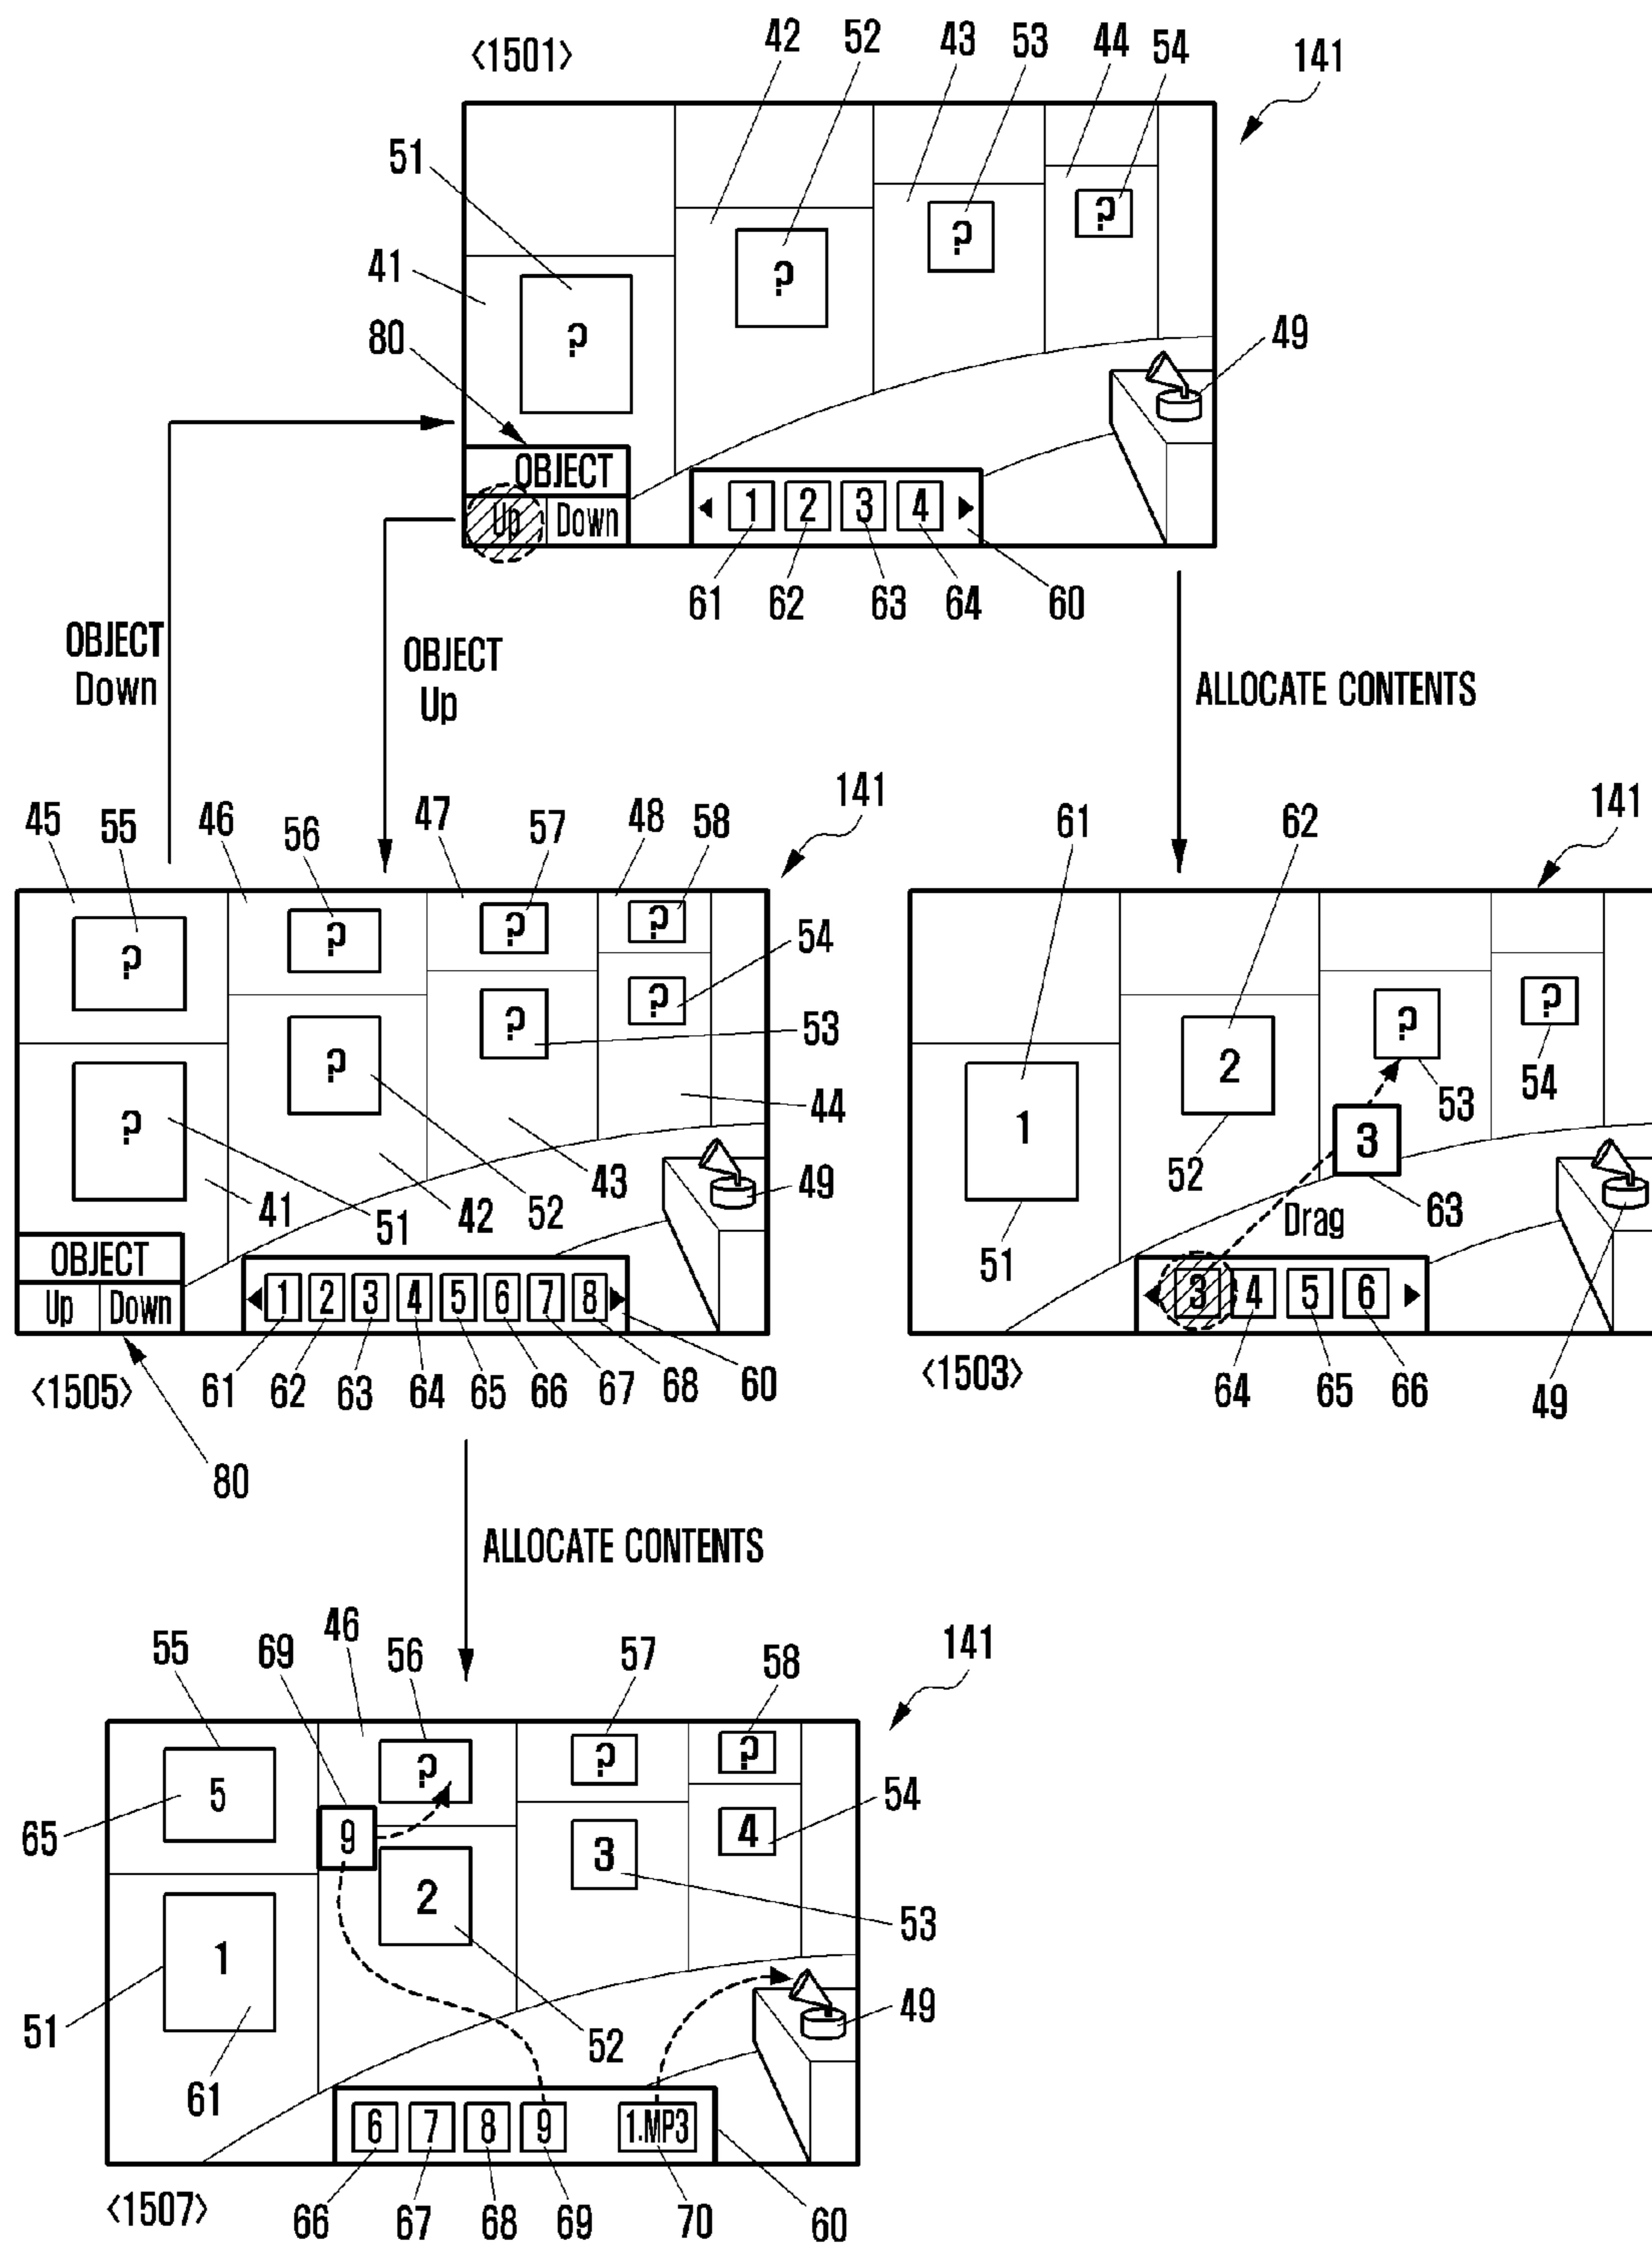 <1501>
42 52 43 53 44 54 141
51
?
?
?
?
41
80
49
OBJECT
Up Down
1 2 3 4
61 62 63 64 60
OBJECT
Down
OBJECT
Up
ALLOCATE CONTENTS
45 55 46 56 47 57 48 58 141
? ? ? ?
54
? ? ? ?
53
44
43
49
41 51 42 52
OBJECT
Up Down
1 2 3 4 5 6 7 8
<1505>
61 62 63 64 65 66 67 68 60
80
61 62 141
? ?
2
53 54
1
3
52
63
49
Drag
51
3 4 5 6
<1503>
64 65 66 49
ALLOCATE CONTENTS
55 69 46 56 57 58 141
? ? ?
5
54
65
9
3 4
2
53
1
51
49
52
61
6 7 8 9 1.MP3
<1507>
66 67 68 69 70 60